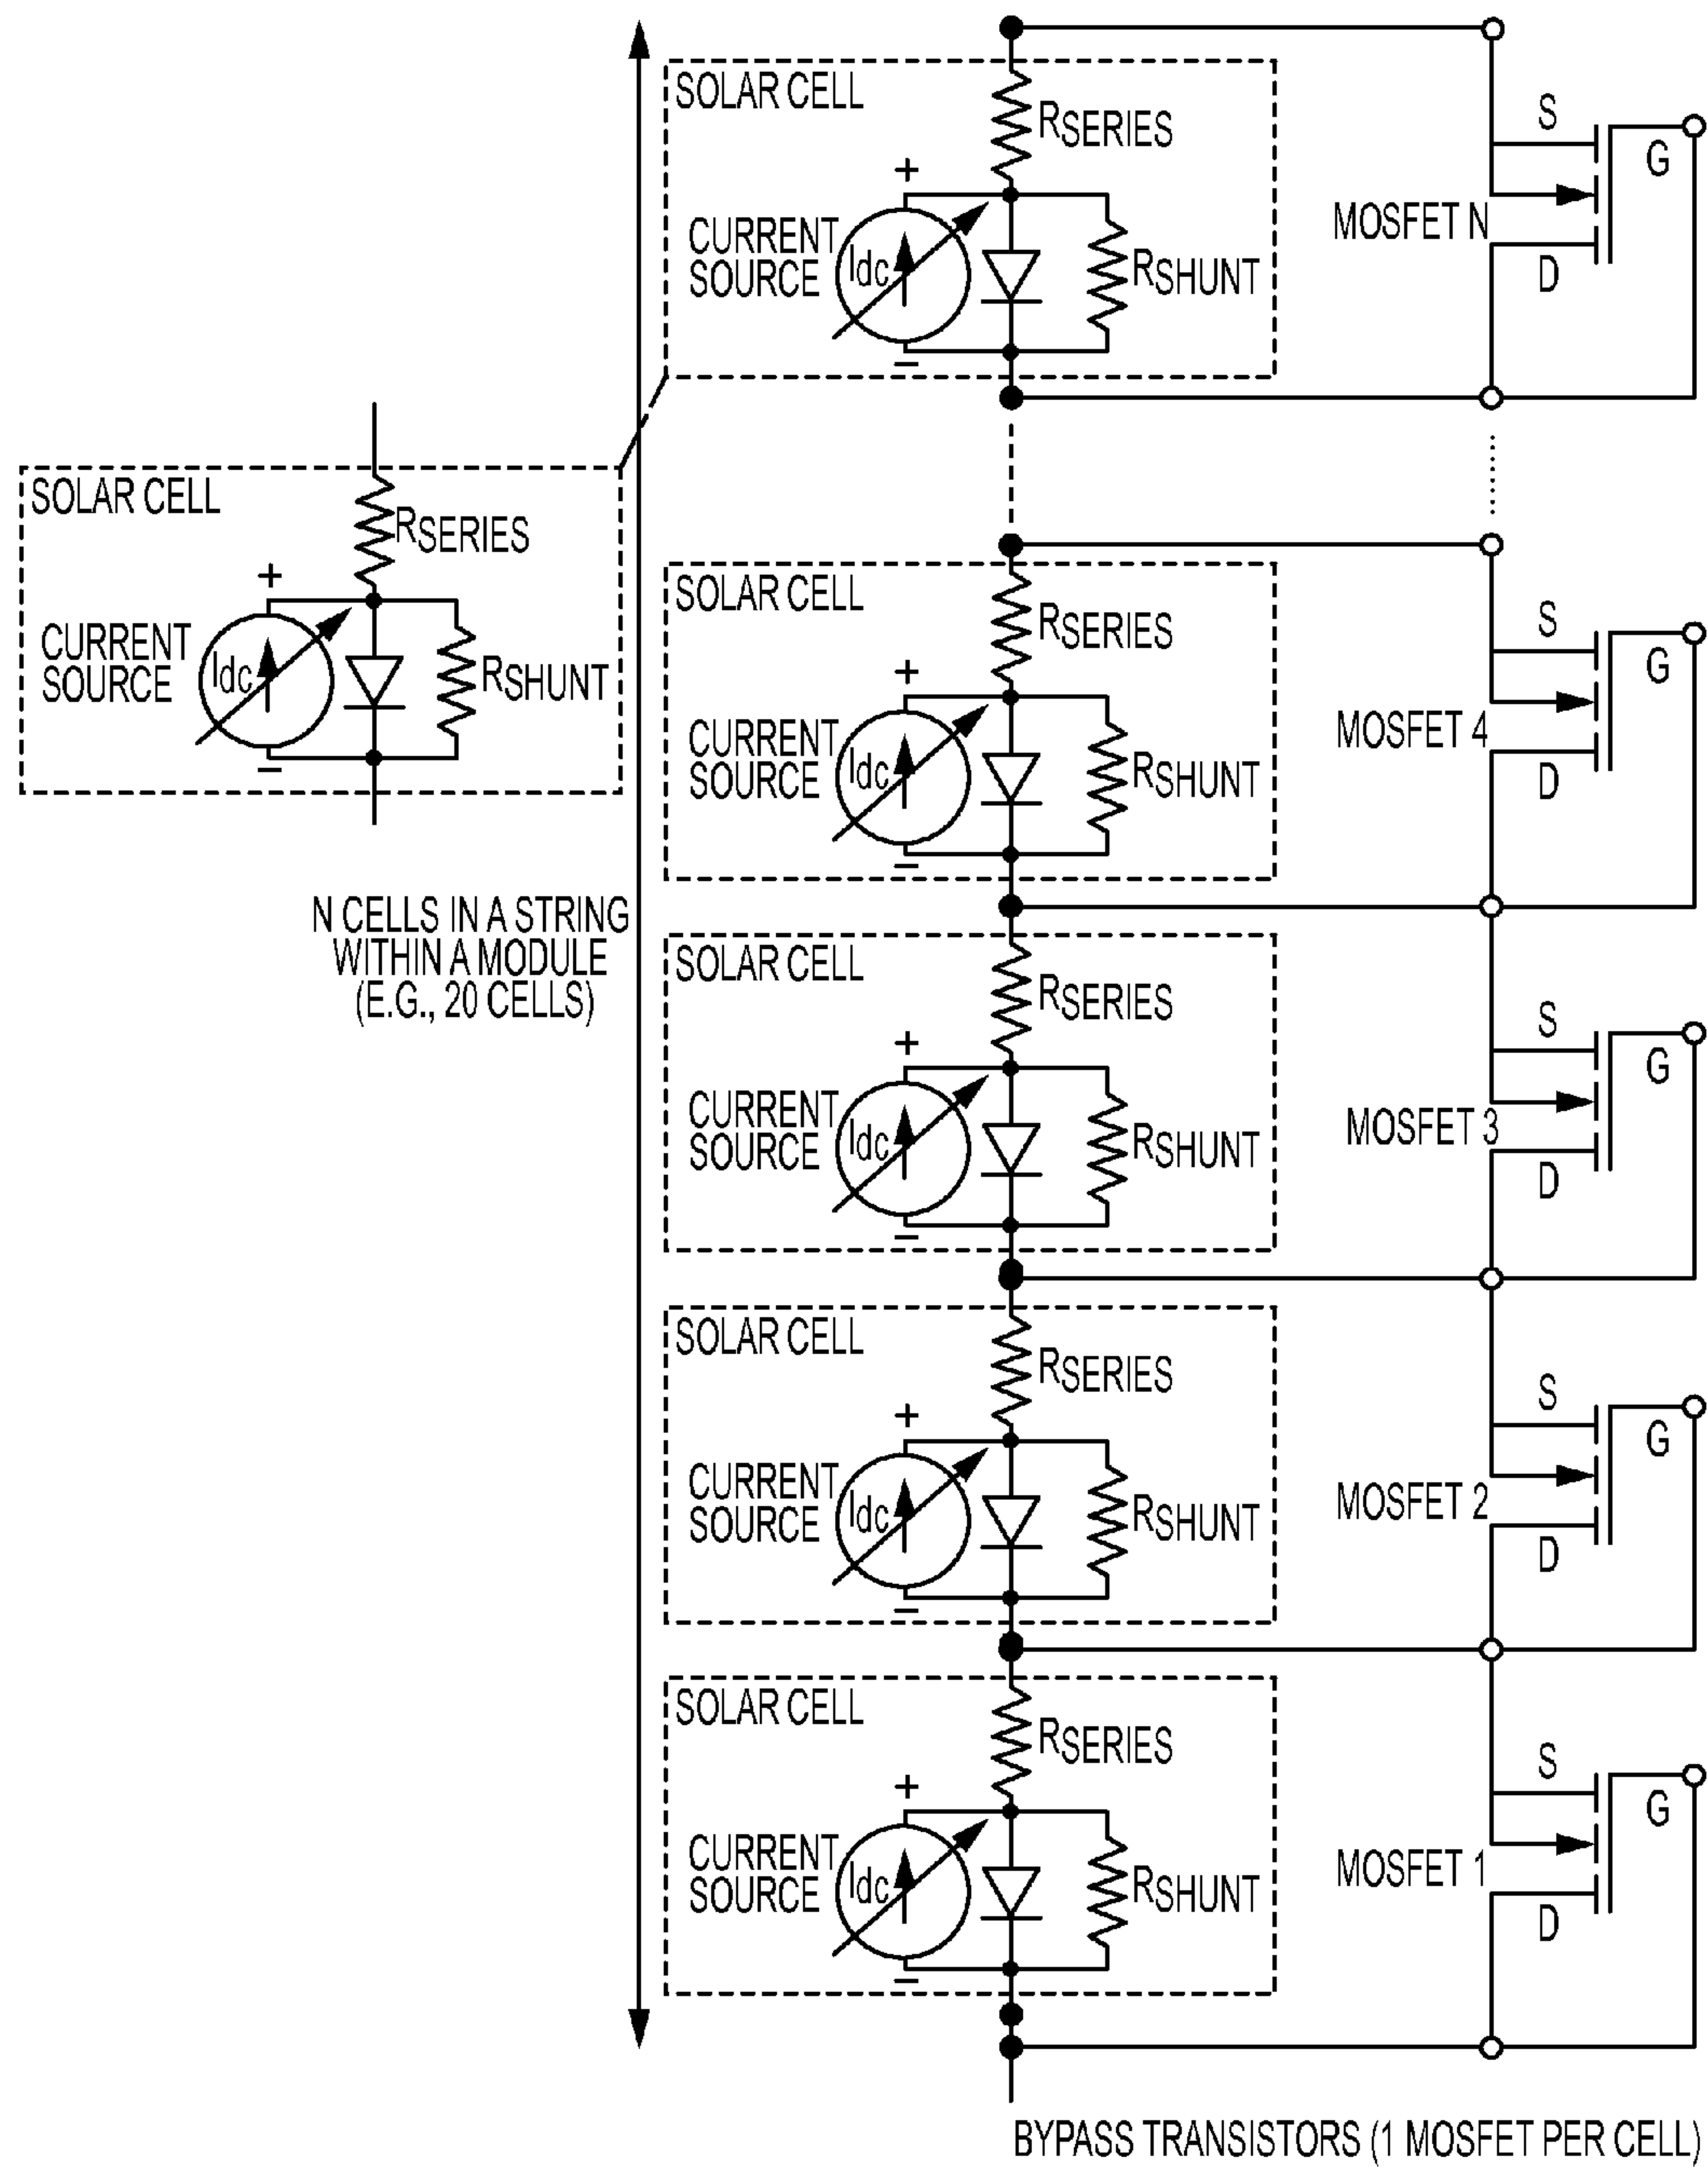 SOLAR CELL
RSERIES
+
CURRENT
SOURCE
Idc
RSHUNT
–
S
G
MOSFET N
D
SOLAR CELL
RSERIES
+
CURRENT
SOURCE
Idc
RSHUNT
–
N CELLS IN A STRING
WITHIN A MODULE
(E.G., 20 CELLS)
SOLAR CELL
RSERIES
+
CURRENT
SOURCE
Idc
RSHUNT
–
S
G
MOSFET 4
D
SOLAR CELL
RSERIES
+
CURRENT
SOURCE
Idc
RSHUNT
–
S
G
MOSFET 3
D
SOLAR CELL
RSERIES
+
CURRENT
SOURCE
Idc
RSHUNT
–
S
G
MOSFET 2
D
SOLAR CELL
RSERIES
+
CURRENT
SOURCE
Idc
RSHUNT
–
S
G
MOSFET 1
D
BYPASS TRANSISTORS (1 MOSFET PER CELL)